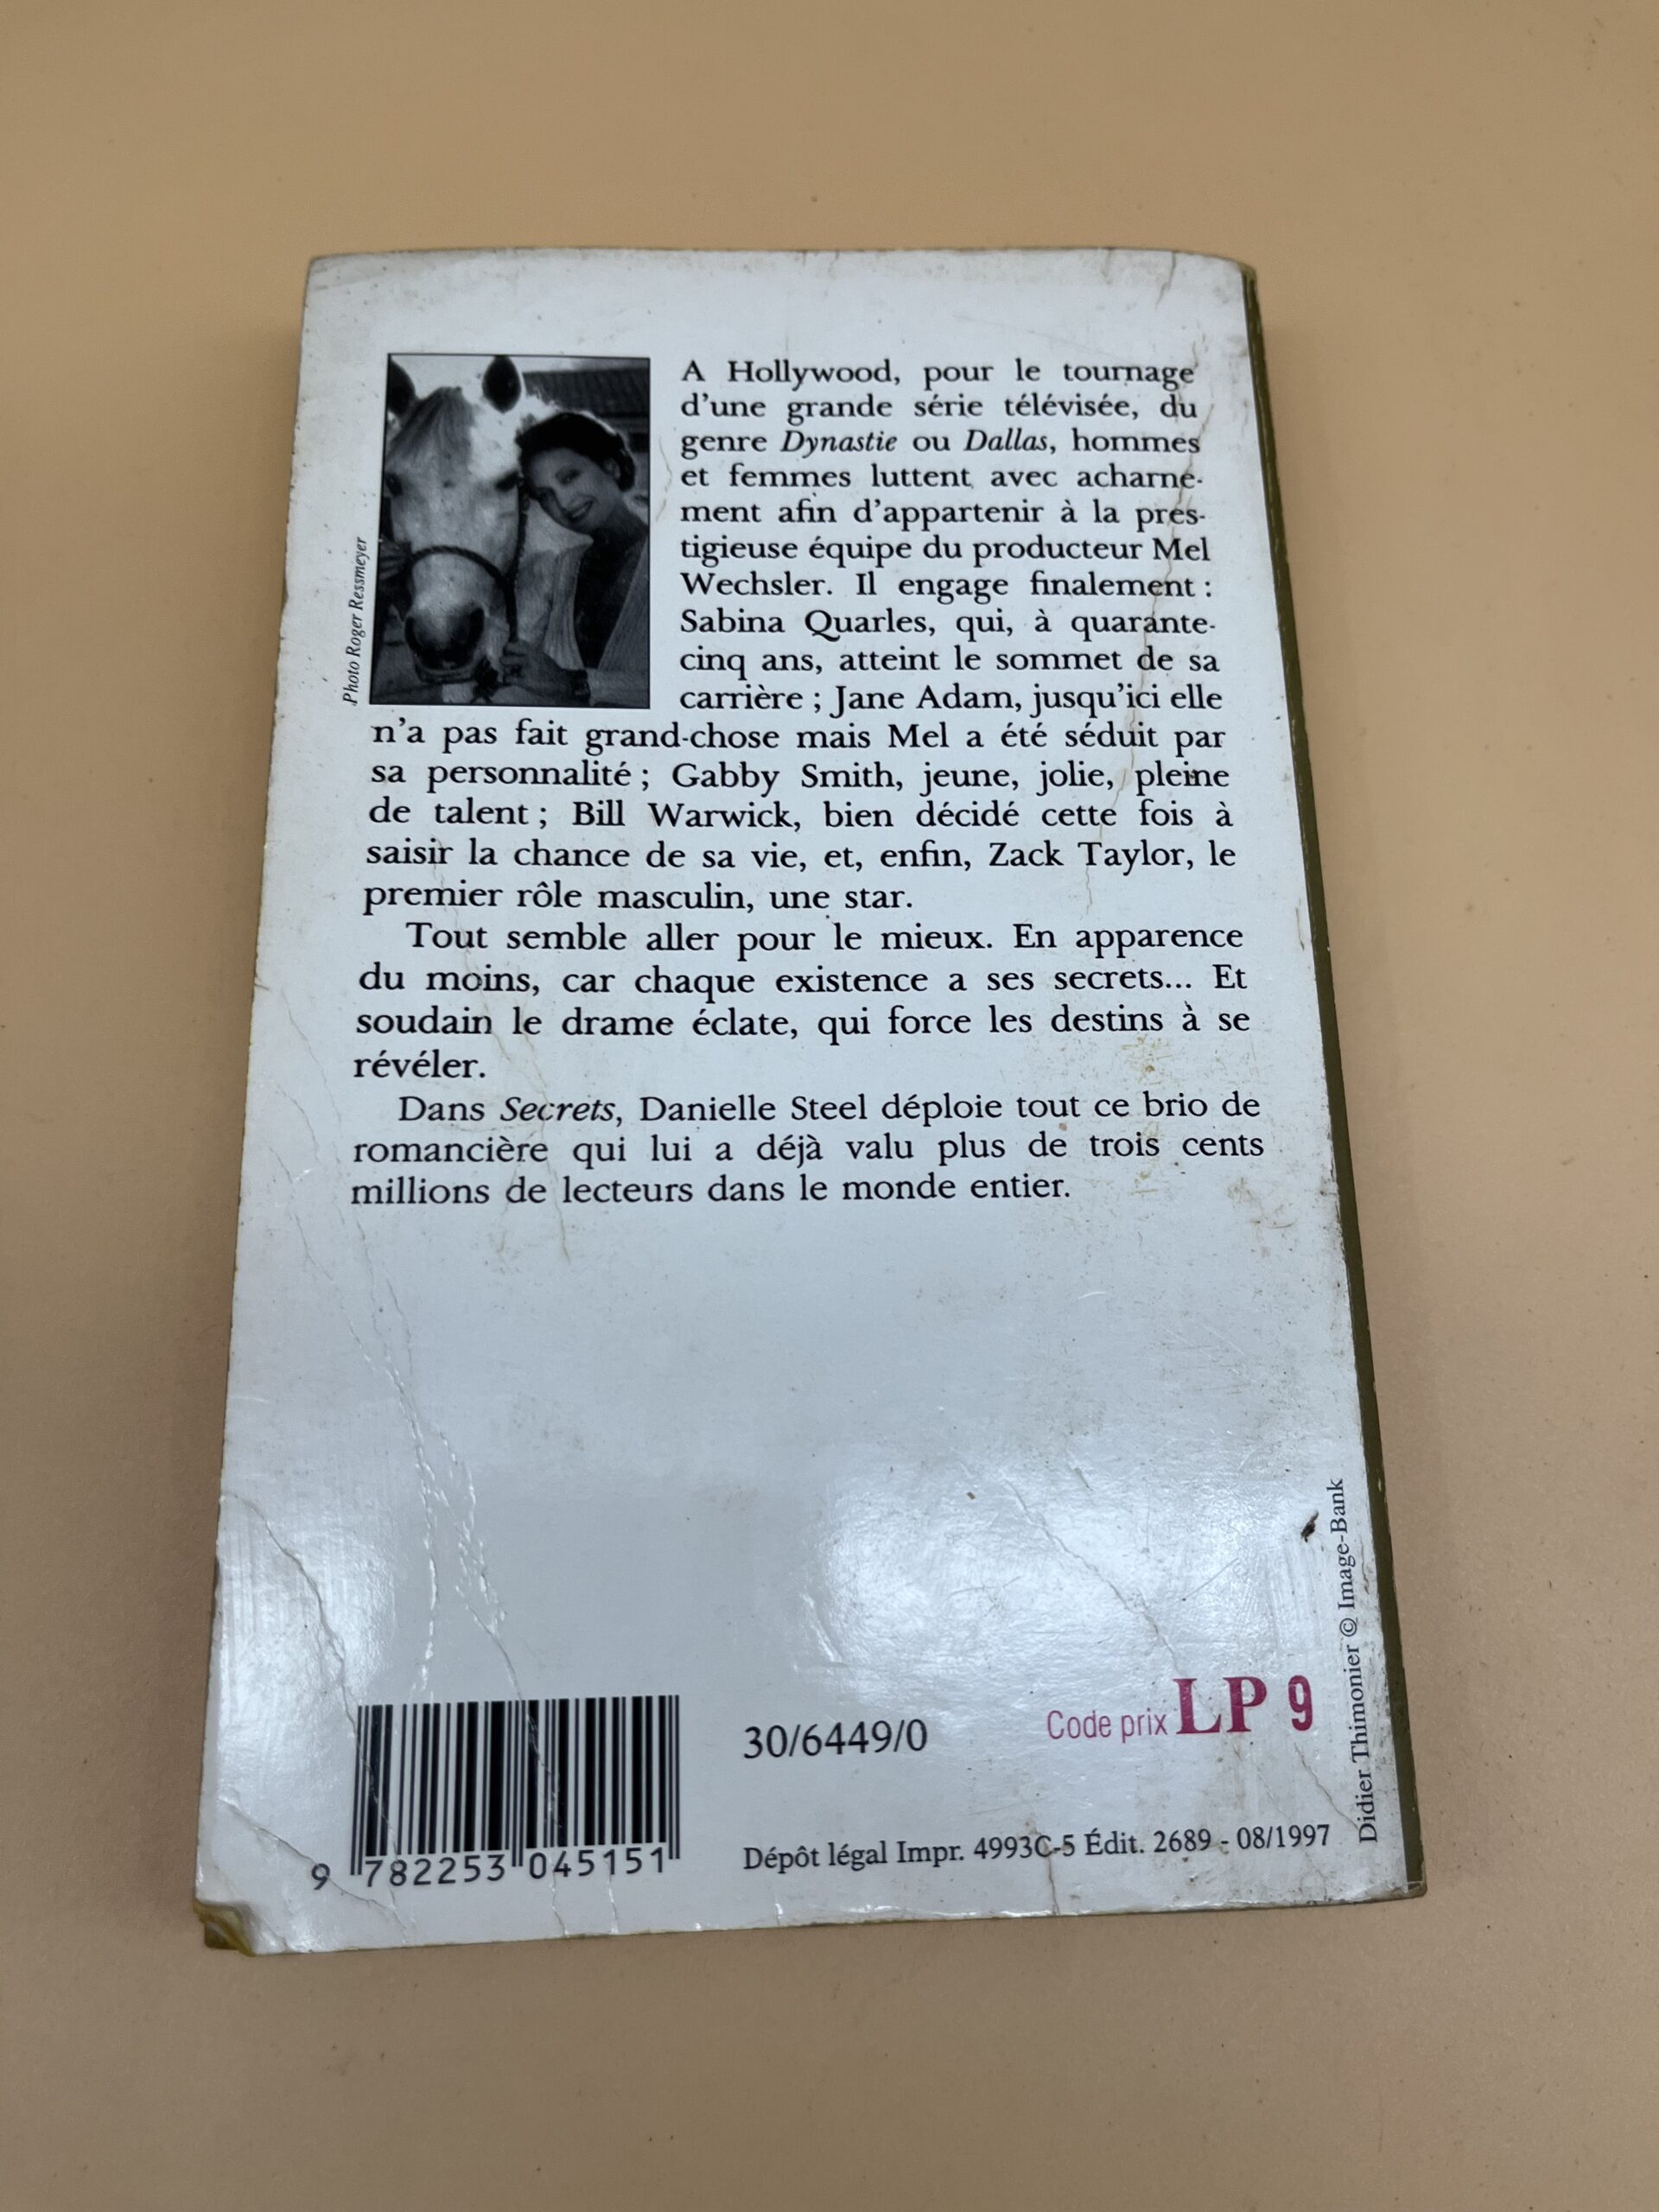 A Hollywood, pour le tournage
d'une grande série télévisée, du
genre Dynastie ou Dallas, hommes
et femmes luttent avec acharne-
ment afin d'appartenir à la pres-
tigieuse équipe du producteur Mel
Wechsler. Il engage finalement :
Sabina Quarles, qui, à quarante-
cinq ans, atteint le sommet de sa
carrière ; Jane Adam, jusqu'ici elle
n'a pas fait grand-chose mais Mel a été séduit par
sa personnalité ; Gabby Smith, jeune, jolie, pleine
de talent ; Bill Warwick, bien décidé cette fois à
saisir la chance de sa vie, et, enfin, Zack Taylor, le
premier rôle masculin, une star.
Tout semble aller pour le mieux. En apparence
du moins, car chaque existence a ses secrets... Et
soudain le drame éclate, qui force les destins à se
révéler.
Dans Secrets, Danielle Steel déploie tout ce brio de
romancière qui lui a déjà valu plus de trois cents
millions de lecteurs dans le monde entier.
Photo Roger Ressmeyer
Didier Thimonier © Image-Bank
30/6449/0
Code prix LP 9
9 782253 045151
Dépôt légal Impr. 4993C-5 Édit. 2689 - 08/1997